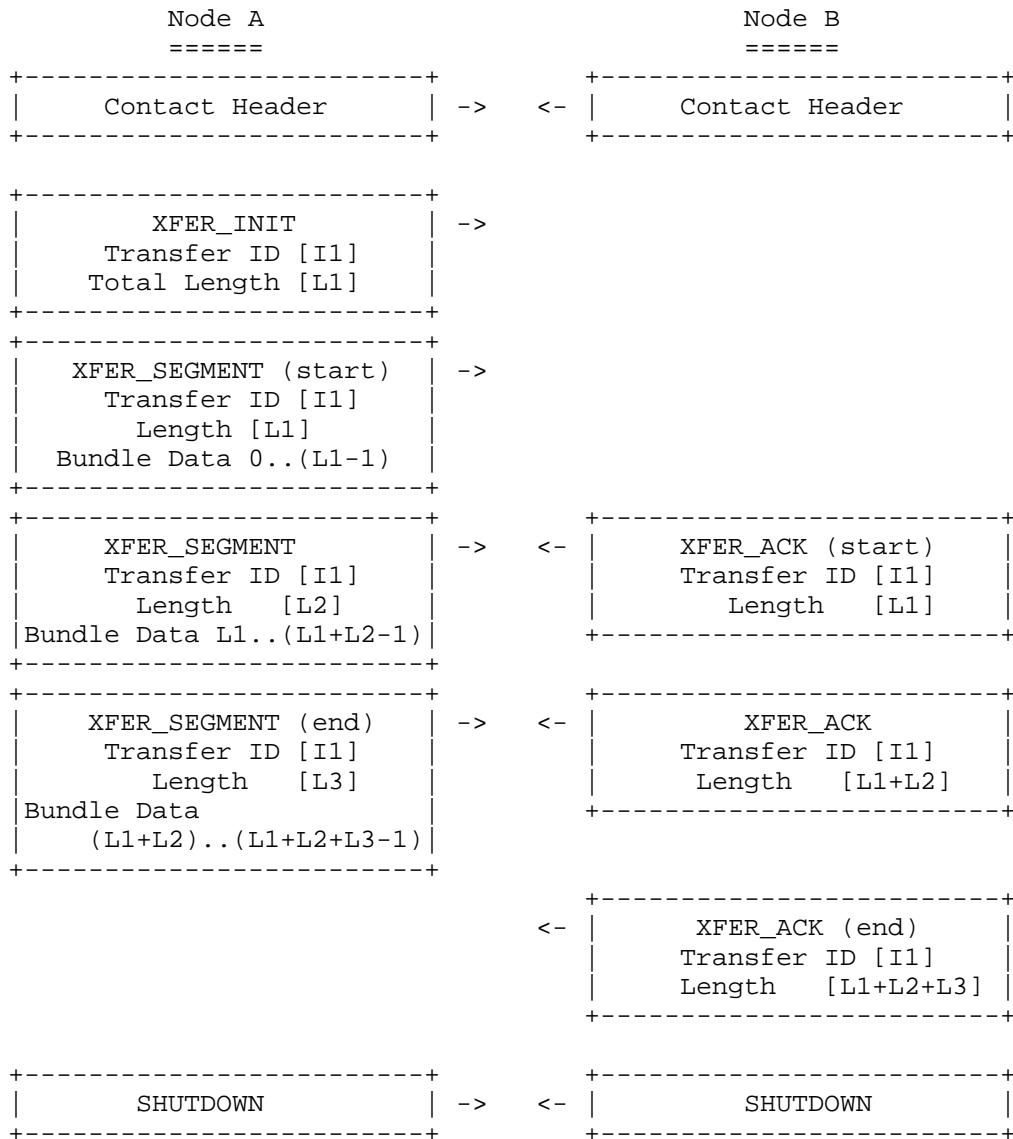 Node A                              Node B
======                              ======
+-------------------------+         +-------------------------+
|     Contact Header      | ->   <- |     Contact Header      |
+-------------------------+         +-------------------------+

+-------------------------+
|        XFER_INIT        | ->
|     Transfer ID [I1]    |
|    Total Length [L1]    |
+-------------------------+
+-------------------------+
|   XFER_SEGMENT (start)  | ->
|     Transfer ID [I1]    |
|       Length [L1]       |
|  Bundle Data 0..(L1-1)  |
+-------------------------+
+-------------------------+         +-------------------------+
|     XFER_SEGMENT        | ->   <- |     XFER_ACK (start)    |
|     Transfer ID [I1]    |         |     Transfer ID [I1]    |
|       Length   [L2]     |         |        Length   [L1]    |
|Bundle Data L1..(L1+L2-1)|         +-------------------------+
+-------------------------+
+-------------------------+         +-------------------------+
|    XFER_SEGMENT (end)   | ->   <- |         XFER_ACK        |
|     Transfer ID [I1]    |         |     Transfer ID [I1]    |
|        Length   [L3]    |         |      Length   [L1+L2]   |
|Bundle Data              |         +-------------------------+
|    (L1+L2)..(L1+L2+L3-1)|
+-------------------------+
                                    +-------------------------+
                                 <- |      XFER_ACK (end)     |
                                    |     Transfer ID [I1]    |
                                    |     Length   [L1+L2+L3] |
                                    +-------------------------+

+-------------------------+         +-------------------------+
|       SHUTDOWN          | ->   <- |         SHUTDOWN        |
+-------------------------+         +-------------------------+